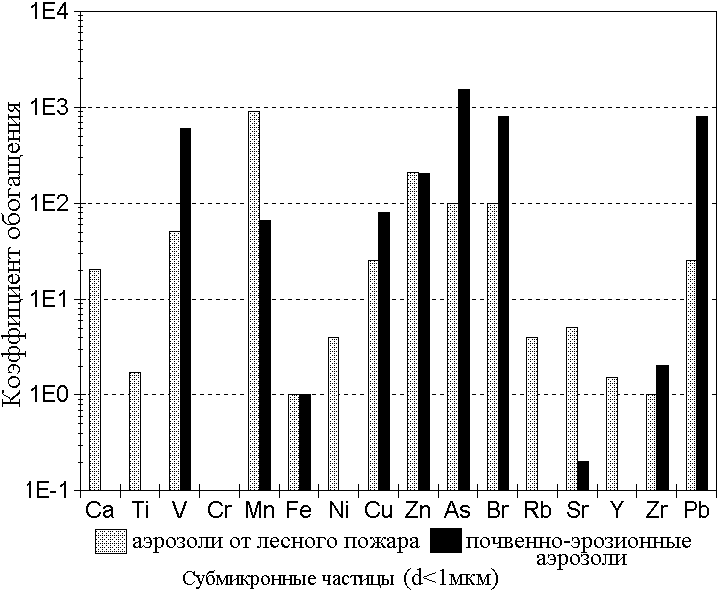 1E4
1E3
1E2
1E1
1E0
1E-1
Коэффициент обогащения
Ca Ti V Cr Mn Fe Ni Cu Zn As Br Rb Sr Y Zr Pb
аэрозоли от лесного пожара почвенно-эрозионные
аэрозоли
Субмикронные частицы (d<1мкм)